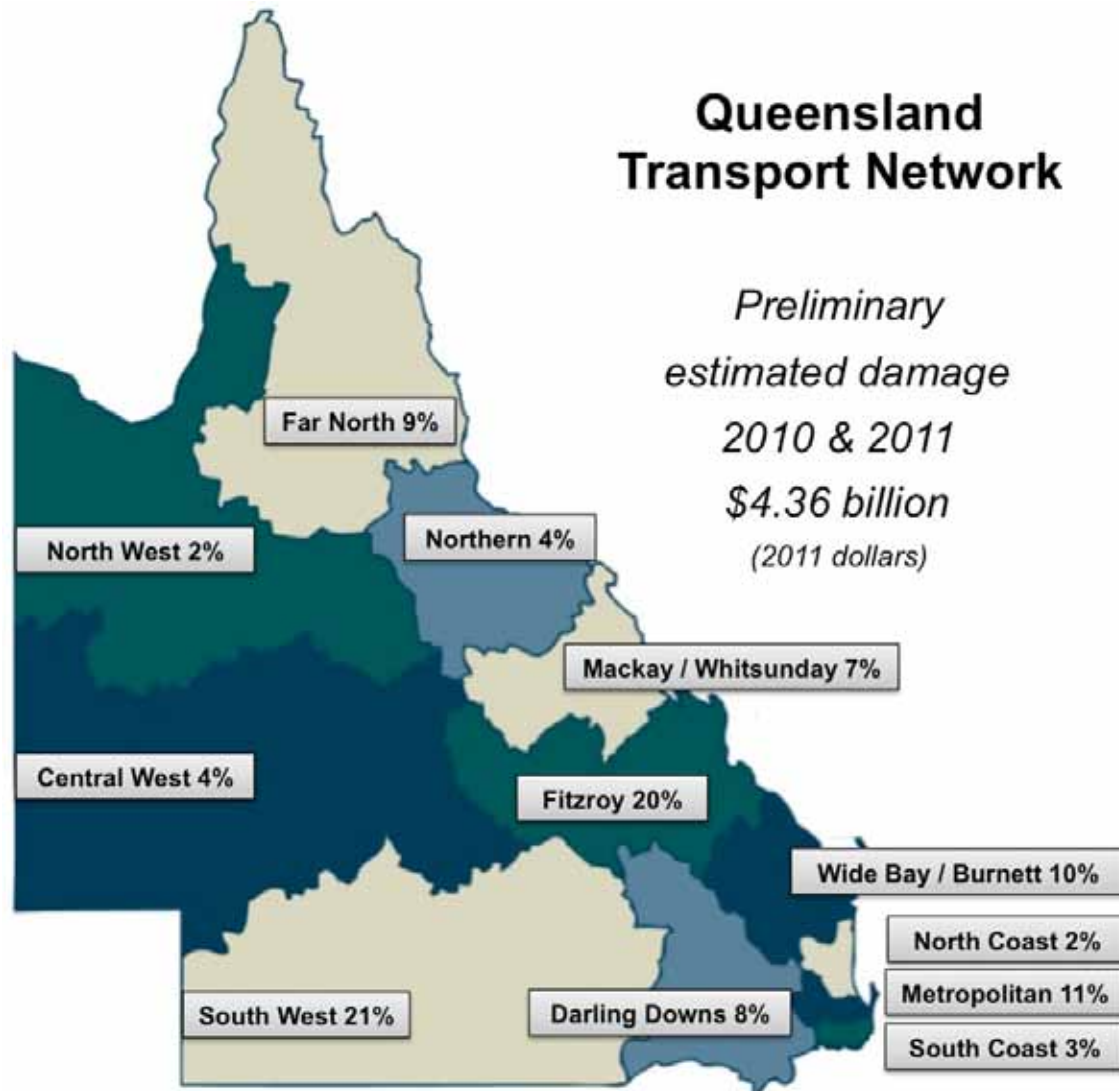 Queensland
Transport Network
Preliminary
estimated damage
2010 & 2011
$4.36 billion
(2011 dollars)
Far North 9%
North West 2%
Northern 4%
Mackay / Whitsunday 7%
Central West 4%
Fitzroy 20%
Wide Bay / Burnett 10%
North Coast 2%
Metropolitan 11%
South West 21%
Darling Downs 8%
South Coast 3%